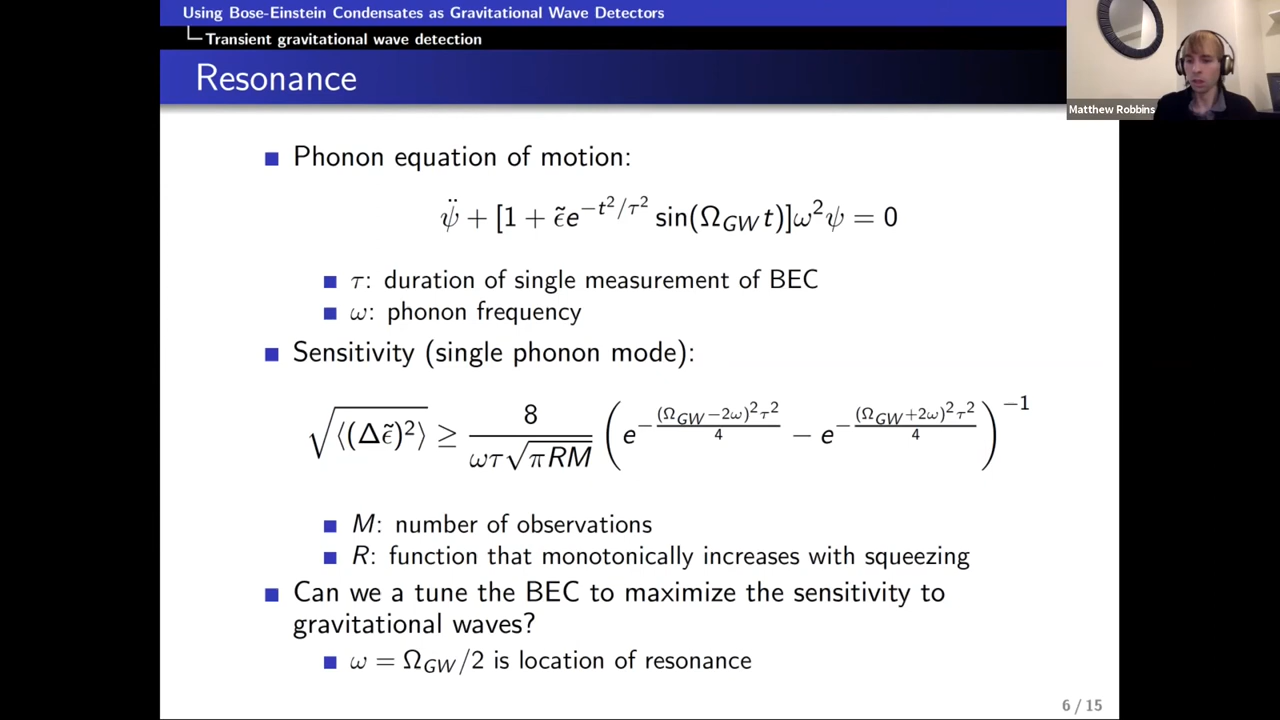 Using Bose-Einstein Condensates as Gravitational Wave Detectors
Transient gravitational wave detection
Resonance
Matthew Robbins
Phonon equation of motion:
ψ̈ + [1 + ε̃e^{−t²/τ²} sin(Ω_{GW} t)]ω²ψ = 0
τ: duration of single measurement of BEC
ω: phonon frequency
Sensitivity (single phonon mode):
√⟨(Δε̃)²⟩ ≥ 8/(ωτ√(πRM)) (e^{−(Ω_{GW}−2ω)²τ²/4} − e^{−(Ω_{GW}+2ω)²τ²/4})^{−1}
M: number of observations
R: function that monotonically increases with squeezing
Can we a tune the BEC to maximize the sensitivity to
gravitational waves?
ω = Ω_{GW}/2 is location of resonance
6 / 15